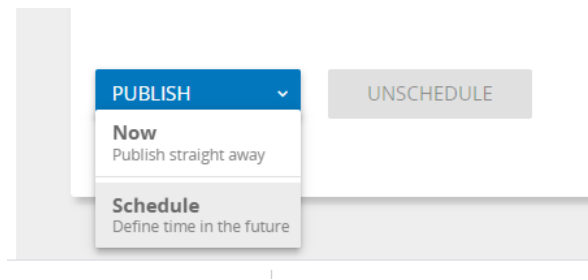 PUBLISH
UNSCHEDULE
Now
Publish straight away
Schedule
Define time in the future